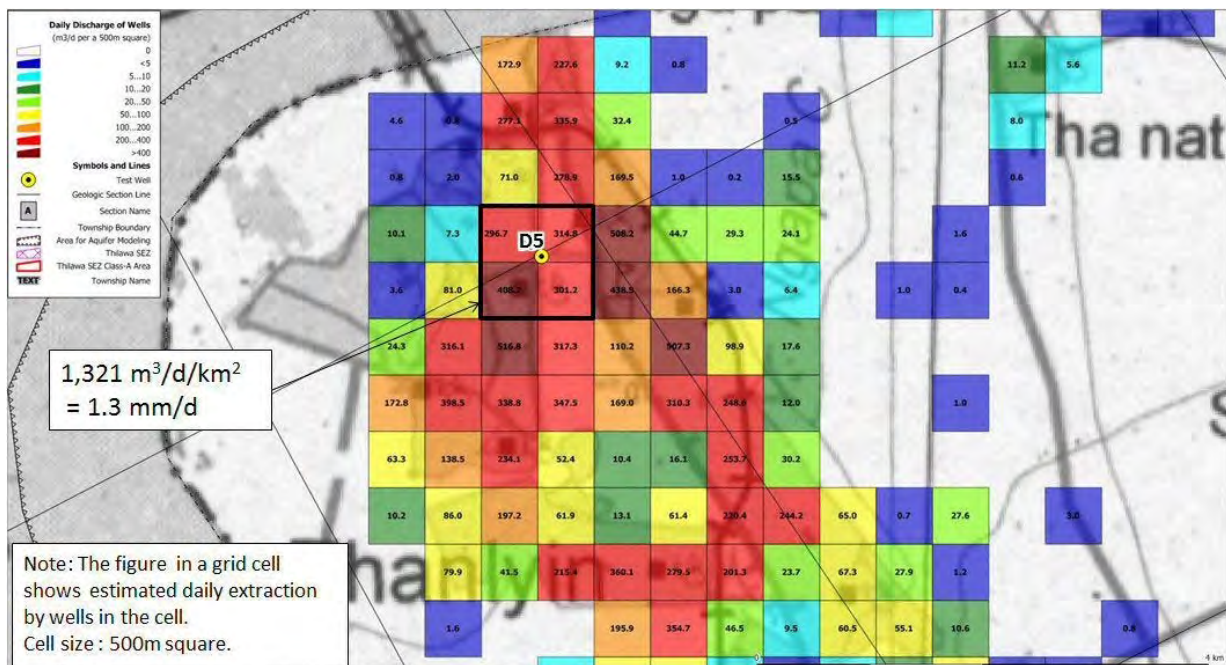 Daily Discharge of Wells
(m3/d per a 500m square)
0
<5
5...10
10...20
20...50
50...100
100...200
200...400
>400
Symbols and Lines
Test Well
Geologic Section Line
A Section Name
Township Boundary
Area for Aquifer Modeling
Thilawa SEZ
Thilawa SEZ Class-A Area
TEXT Township Name
172.9 227.6 9.2 0.8 11.2 5.6
4.6 277.1 335.9 32.4 0.5 8.0
Tha nat
0.8 2.0 71.0 278.9 169.5 1.0 0.2 15.5 0.6
10.1 7.3 296.7 314.8 508.2 44.7 29.3 24.1 1.6
D5
3.6 81.0 301.2 166.3 3.0 6.4 1.0 0.4
24.3 316.1 516.8 317.3 110.2 98.9 17.6
1,321 m³/d/km²
= 1.3 mm/d
172.8 398.5 338.8 347.5 169.0 310.3 12.0 1.0
S
63.3 138.5 234.1 52.4 10.4 16.1 253.7 30.2
10.2 86.0 197.2 61.9 13.1 61.4 244.2 65.0 0.7 27.6 3.0
hanlyin
79.9 41.5 215.4 360.1 279.5 201.3 23.7 67.3 27.9 1.2
1.6 195.9 354.7 46.5 9.5 60.5 55.1 10.6 0.8
Note: The figure in a grid cell
shows estimated daily extraction
by wells in the cell.
Cell size : 500m square.
0 4 km